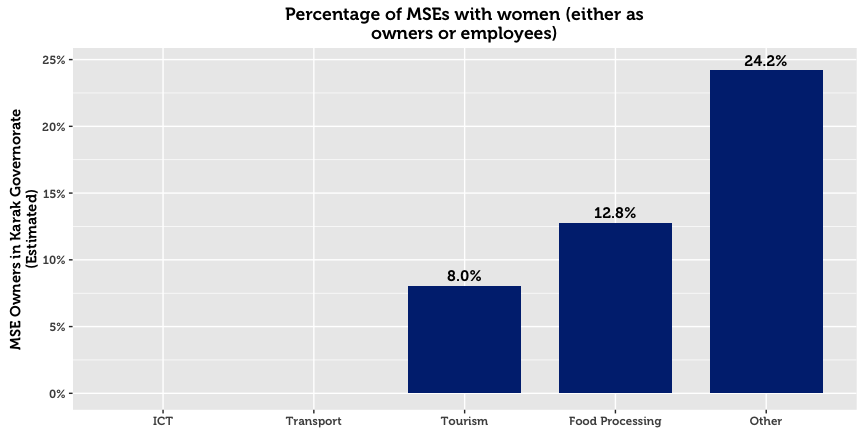 Percentage of MSEs with women (either as
owners or employees)
MSE Owners in Karak Governorate
(Estimated)
25%
20%
15%
10%
5%
0%
24.2%
12.8%
8.0%
ICT
Transport
Tourism
Food Processing
Other